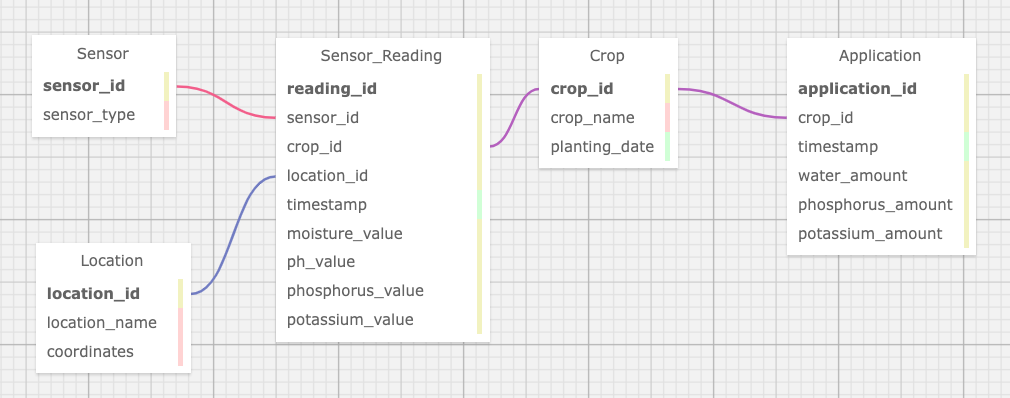 Sensor
sensor_id
sensor_type
Sensor_Reading
reading_id
sensor_id
crop_id
location_id
timestamp
moisture_value
ph_value
phosphorus_value
potassium_value
Crop
crop_id
crop_name
planting_date
Application
application_id
crop_id
timestamp
water_amount
phosphorus_amount
potassium_amount
Location
location_id
location_name
coordinates